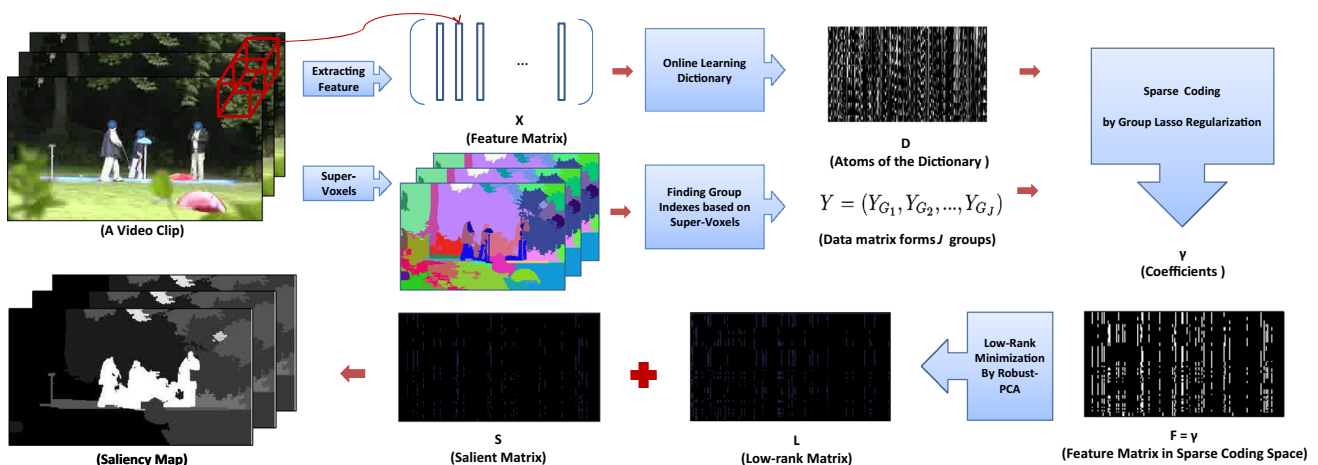 Extracting
Feature
...
X
(Feature Matrix)
Online Learning
Dictionary
D
(Atoms of the Dictionary )
Sparse Coding
by Group Lasso Regularization
(A Video Clip)
Super-
Voxels
Finding Group
Indexes based on
Super-Voxels
Y = (Y_{G_1}, Y_{G_2}, ..., Y_{G_J})
(Data matrix forms J groups)
γ
(Coefficients )
(Saliency Map)
S
(Salient Matrix)
L
(Low-rank Matrix)
Low-Rank
Minimization
By Robust-
PCA
F = γ
(Feature Matrix in Sparse Coding Space)